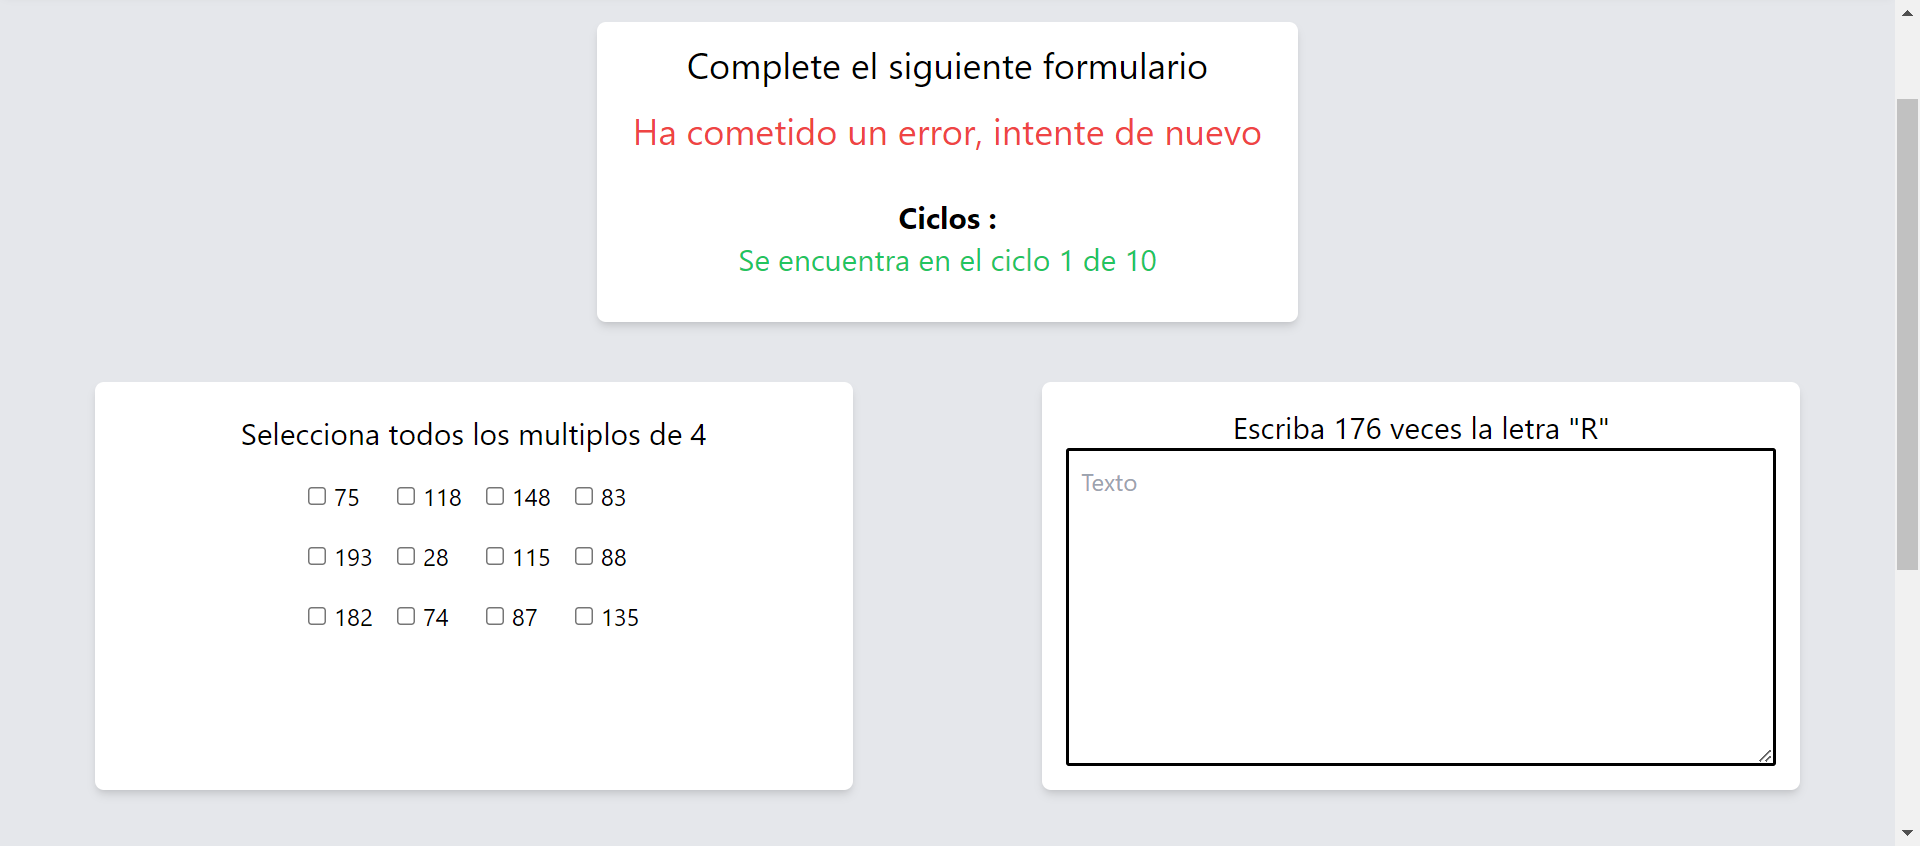 Complete el siguiente formulario
Ha cometido un error, intente de nuevo
Ciclos :
Se encuentra en el ciclo 1 de 10
Selecciona todos los multiplos de 4
75 118 148 83
193 28 115 88
182 74 87 135
Escriba 176 veces la letra "R"
Texto